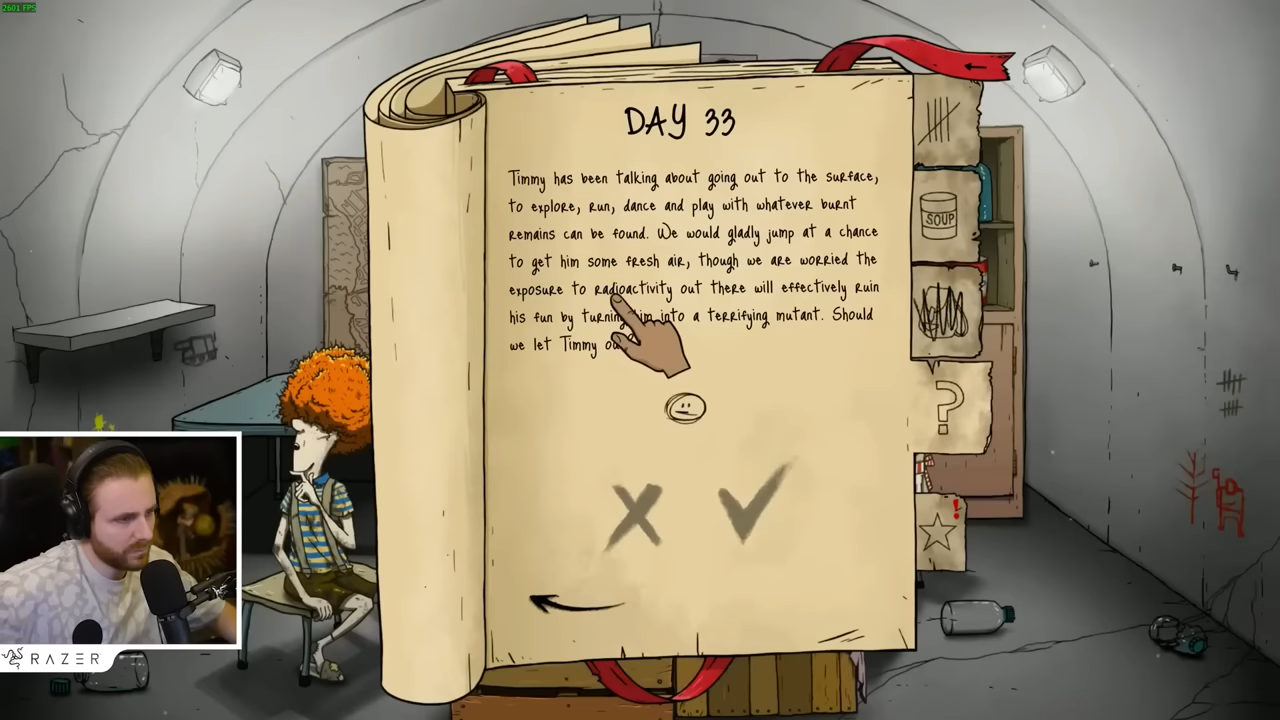 2601 FPS
DAY 33
Timmy has been talking about going out to the surface,
to explore, run, dance and play with whatever burnt
remains can be found. We would gladly jump at a chance
to get him some fresh air, though we are worried the
exposure to radioactivity out there will effectively ruin
his fun by turning him into a terrifying mutant. Should
we let Timmy
SOUP
?
!
RAZER